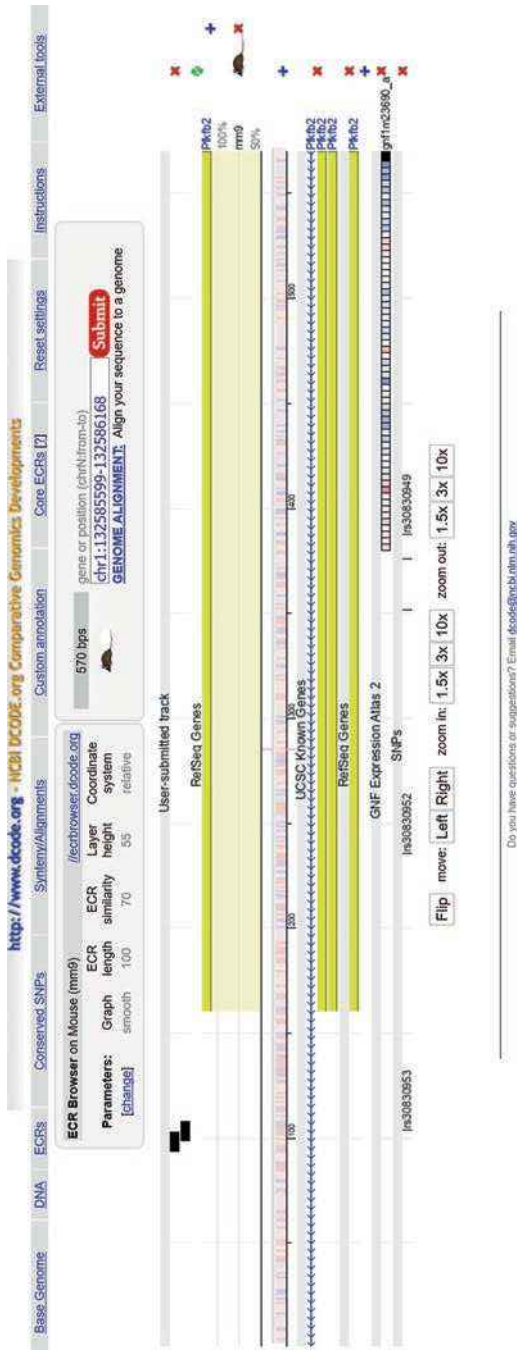 http://www.dcode.org - NCBI DCODE.org Comparative Genomics Developments
Base Genome DNA ECRs Conserved SNPs Synteny/Alignments Custom annotation Core ECRs [?] Reset settings Instructions External tools
ECR Browser on Mouse (mm9) //ecrbrowser.dcode.org
Parameters: Graph ECR length ECR similarity Layer height Coordinate system
[change] smooth 100 70 55 relative
570 bps
gene or position (chrN:from-to)
chr1:132585599-132586168 Submit
GENOME ALIGNMENT: Align your sequence to a genome
User-submitted track
RefSeq Genes
Pfkfb2
100%
mm9
50%
100 200 300 400 500
UCSC Known Genes
Pfkfb2
Pfkfb2
Pfkfb2
RefSeq Genes
Pfkfb2
GNF Expression Atlas 2
gnf1m23690_a
SNPs
rs30830953 rs30830952 rs30830949
Flip move: Left Right zoom in: 1.5x 3x 10x zoom out: 1.5x 3x 10x
Do you have questions or suggestions? Email dcode@ncbi.nlm.nih.gov